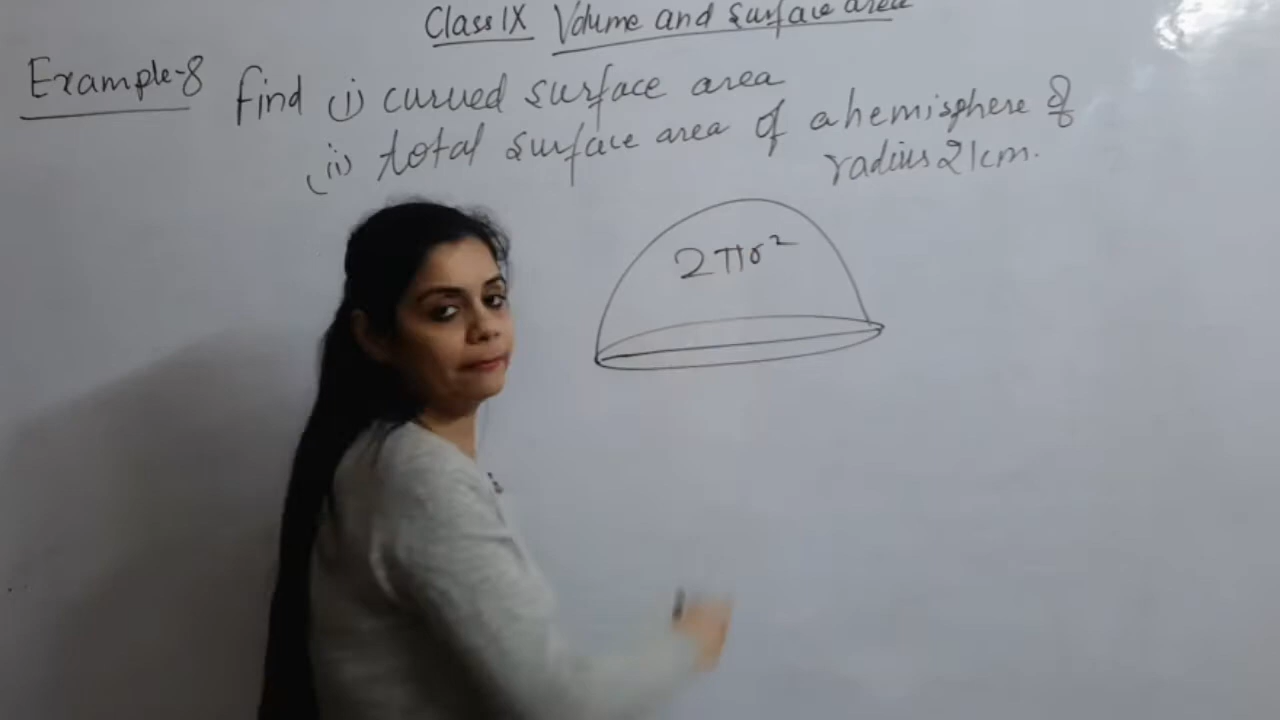 Class IX Volume and surface area
Example-8 find (i) curved surface area
(ii) total surface area of a hemisphere of
radius 21cm.
2πr²